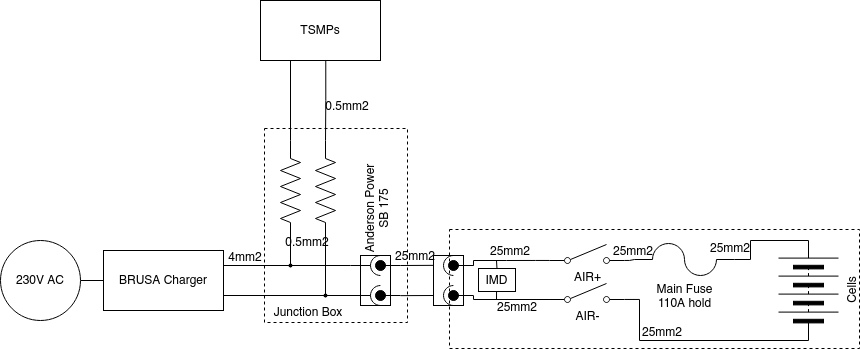 TSMPs
0.5mm2
Anderson Power
SB 175
0.5mm2
4mm2
25mm2
25mm2
25mm2
25mm2
230V AC
BRUSA Charger
IMD
AIR+
Main Fuse
110A hold
Cells
Junction Box
25mm2
AIR-
25mm2